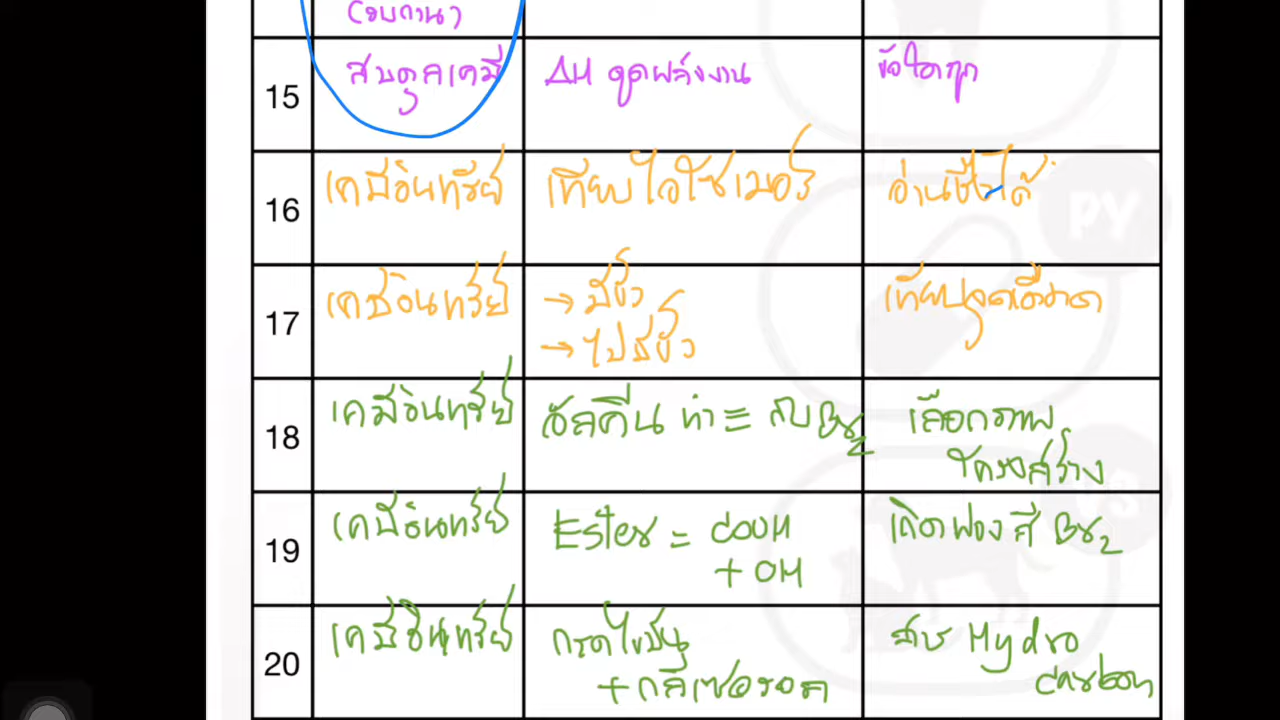 (อบถาม)
15 สมดุลเคมี ΔH ดูดพลังงาน ข้อใดถูก
16 เคมีอินทรีย์ เทียบไอโซเมอร์ อ่านชื่อได้
PY
17 เคมีอินทรีย์ → มีขั้ว เทียบจุดเดือด
→ ไม่มีขั้ว
18 เคมีอินทรีย์ อัลคีน ทำ ≡ กับ Br₂ เลือกภาพ
โครงสร้าง
19 เคมีอินทรีย์ Ester = COOH เกิดฟอง สี Br₂
+ OH
20 เคมีอินทรีย์ กรดไขมัน สาร Hydro
+ กลีเซอรอล carbon